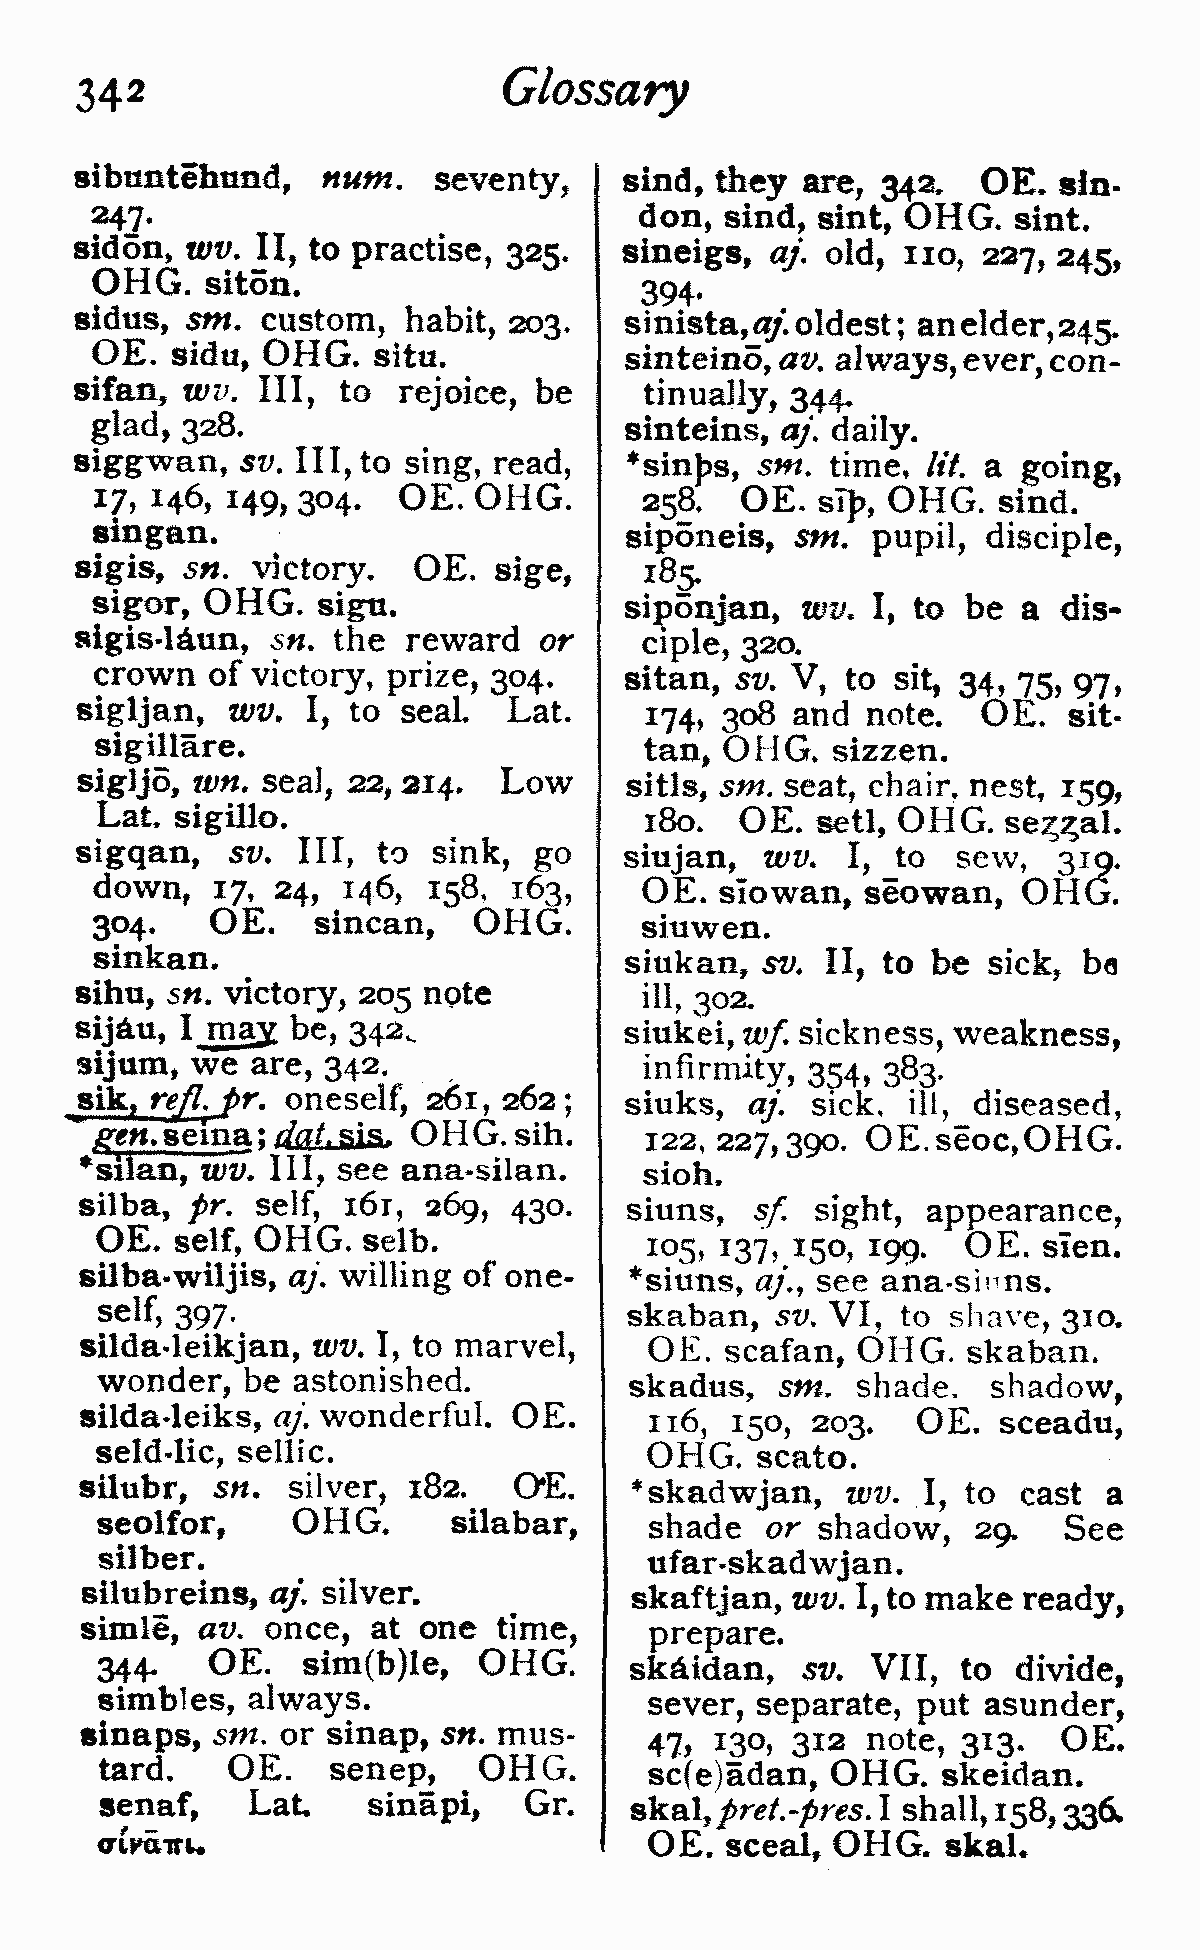 342 Glossary
sibuntēhund, num. seventy,
247.
sidōn, wv. II, to practise, 325.
OHG. sitōn.
sidus, sm. custom, habit, 203.
OE. sidu, OHG. situ.
sifan, wv. III, to rejoice, be
glad, 328.
siggwan, sv. III, to sing, read,
17, 146, 149, 304. OE. OHG.
singan.
sigis, sn. victory. OE. sige,
sigor, OHG. sigu.
sigis-láun, sn. the reward or
crown of victory, prize, 304.
sigljan, wv. I, to seal. Lat.
sigillāre.
sigljō, wn. seal, 22, 214. Low
Lat. sigillo.
sigqan, sv. III, to sink, go
down, 17, 24, 146, 158, 163,
304. OE. sincan, OHG.
sinkan.
sihu, sn. victory, 205 note
sijáu, I may be, 342.
sijum, we are, 342.
sik, refl. pr. oneself, 261, 262;
gen. seina; dat. sis. OHG. sih.
*silan, wv. III, see ana-silan.
silba, pr. self, 161, 269, 430.
OE. self, OHG. selb.
silba-wiljis, aj. willing of one-
self, 397.
silda-leikjan, wv. I, to marvel,
wonder, be astonished.
silda-leiks, aj. wonderful. OE.
seld-lic, sellic.
silubr, sn. silver, 182. OE.
seolfor, OHG. silabar,
silber.
silubreins, aj. silver.
simlē, av. once, at one time,
344. OE. sim(b)le, OHG.
simbles, always.
sinaps, sm. or sinap, sn. mus-
tard. OE. senep, OHG.
senaf, Lat. sināpi, Gr.
σίνᾱπι.
sind, they are, 342. OE. sin-
don, sind, sint, OHG. sint.
sineigs, aj. old, 110, 227, 245,
394.
sinista, aj. oldest; an elder, 245.
sinteinō, av. always, ever, con-
tinually, 344.
sinteins, aj. daily.
*sinþs, sm. time, lit. a going,
258. OE. sīþ, OHG. sind.
sipōneis, sm. pupil, disciple,
185.
sipōnjan, wv. I, to be a dis-
ciple, 320.
sitan, sv. V, to sit, 34, 75, 97,
174, 308 and note. OE. sit-
tan, OHG. sizzen.
sitls, sm. seat, chair, nest, 159,
180. OE. setl, OHG. seʒʒal.
siujan, wv. I, to sew, 319.
OE. sīowan, sēowan, OHG.
siuwen.
siukan, sv. II, to be sick, be
ill, 302.
siukei, wf. sickness, weakness,
infirmity, 354, 383.
siuks, aj. sick, ill, diseased,
122, 227, 390. OE. sēoc, OHG.
sioh.
siuns, sf. sight, appearance,
105, 137, 150, 199. OE. sīen.
*siuns, aj., see ana-siuns.
skaban, sv. VI, to shave, 310.
OE. scafan, OHG. skaban.
skadus, sm. shade, shadow,
116, 150, 203. OE. sceadu,
OHG. scato.
*skadwjan, wv. I, to cast a
shade or shadow, 29. See
ufar-skadwjan.
skaftjan, wv. I, to make ready,
prepare.
skáidan, sv. VII, to divide,
sever, separate, put asunder,
47, 130, 312 note, 313. OE.
sc(e)ādan, OHG. skeidan.
skal, pret.-pres. I shall, 158, 336.
OE. sceal, OHG. skal.